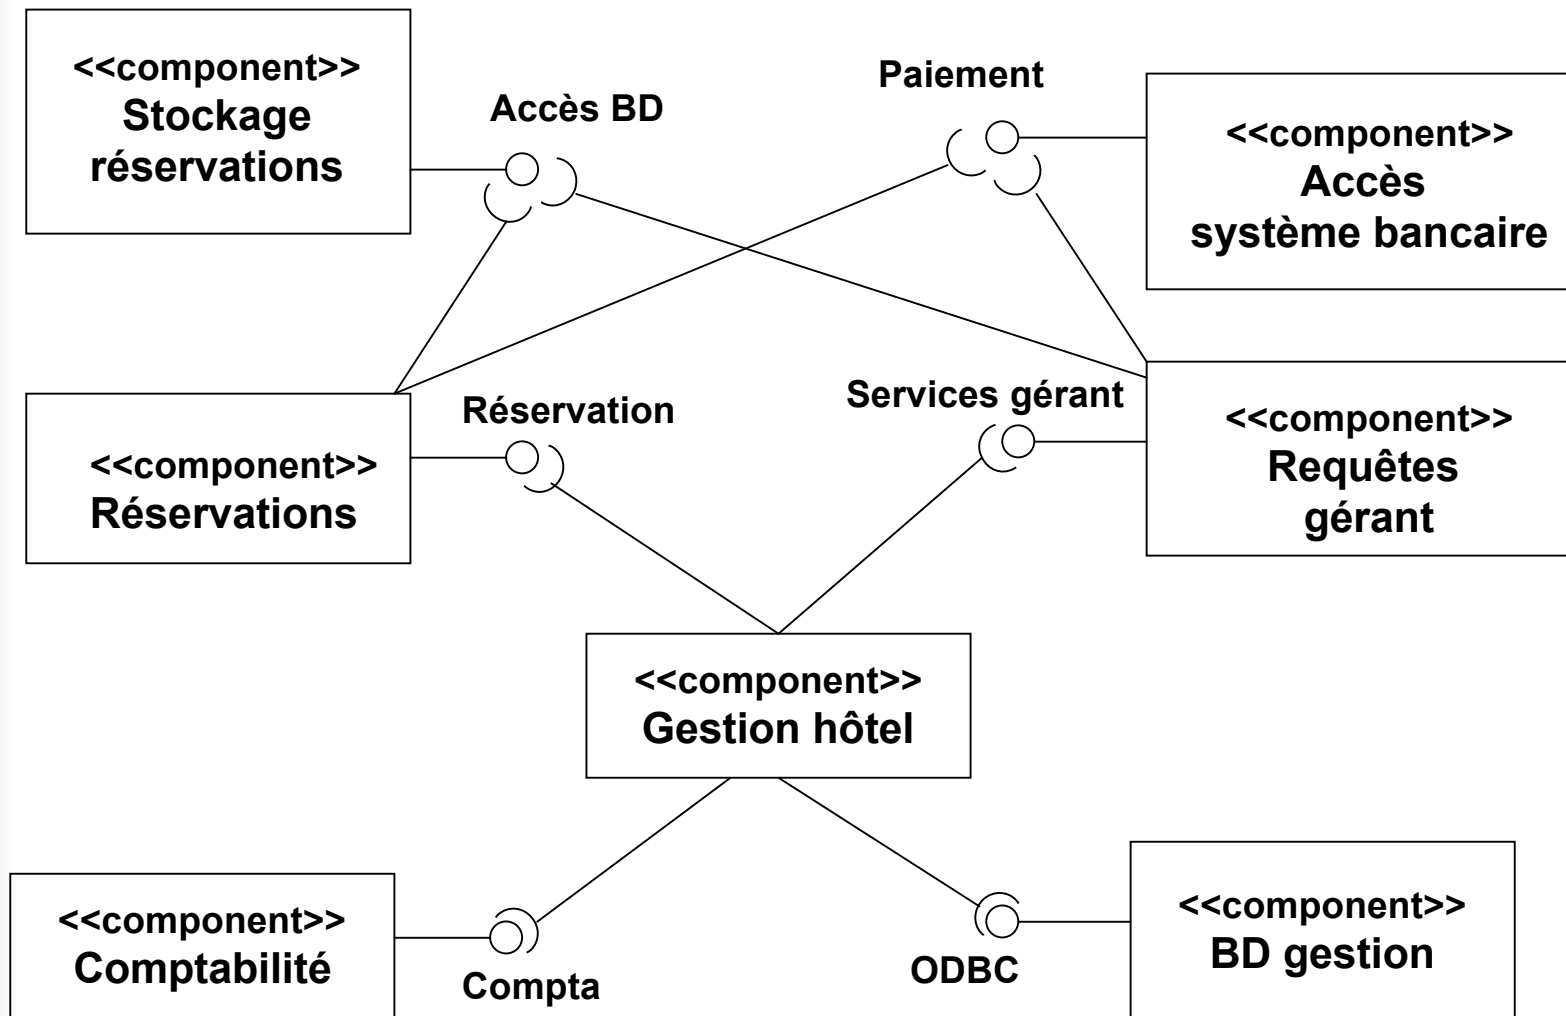 <<component>>
Stockage
réservations
Accès BD
Paiement
<<component>>
Accès
système bancaire
<<component>>
Réservations
Réservation
Services gérant
<<component>>
Requêtes
gérant
<<component>>
Gestion hôtel
<<component>>
Comptabilité
Compta
ODBC
<<component>>
BD gestion